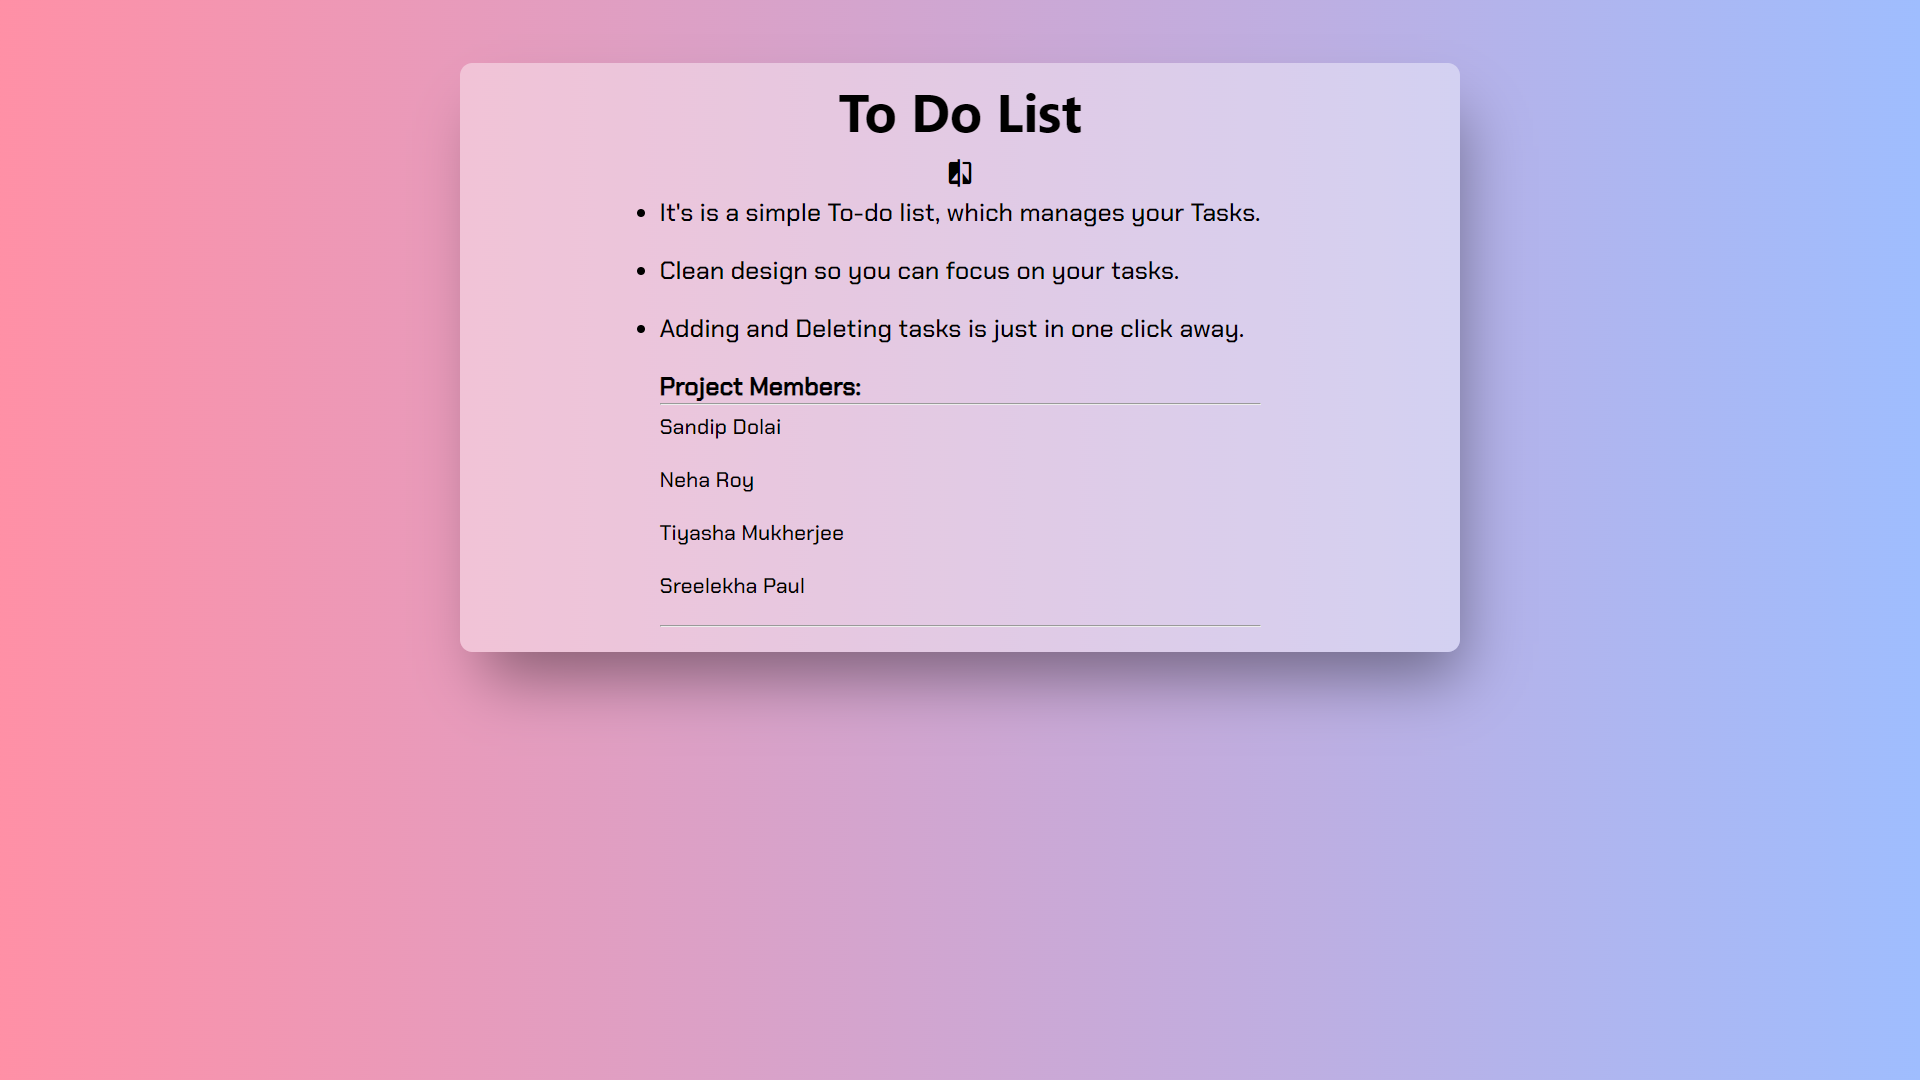 To Do List
• It's is a simple To-do list, which manages your Tasks.
• Clean design so you can focus on your tasks.
• Adding and Deleting tasks is just in one click away.
Project Members:
Sandip Dolai
Neha Roy
Tiyasha Mukherjee
Sreelekha Paul